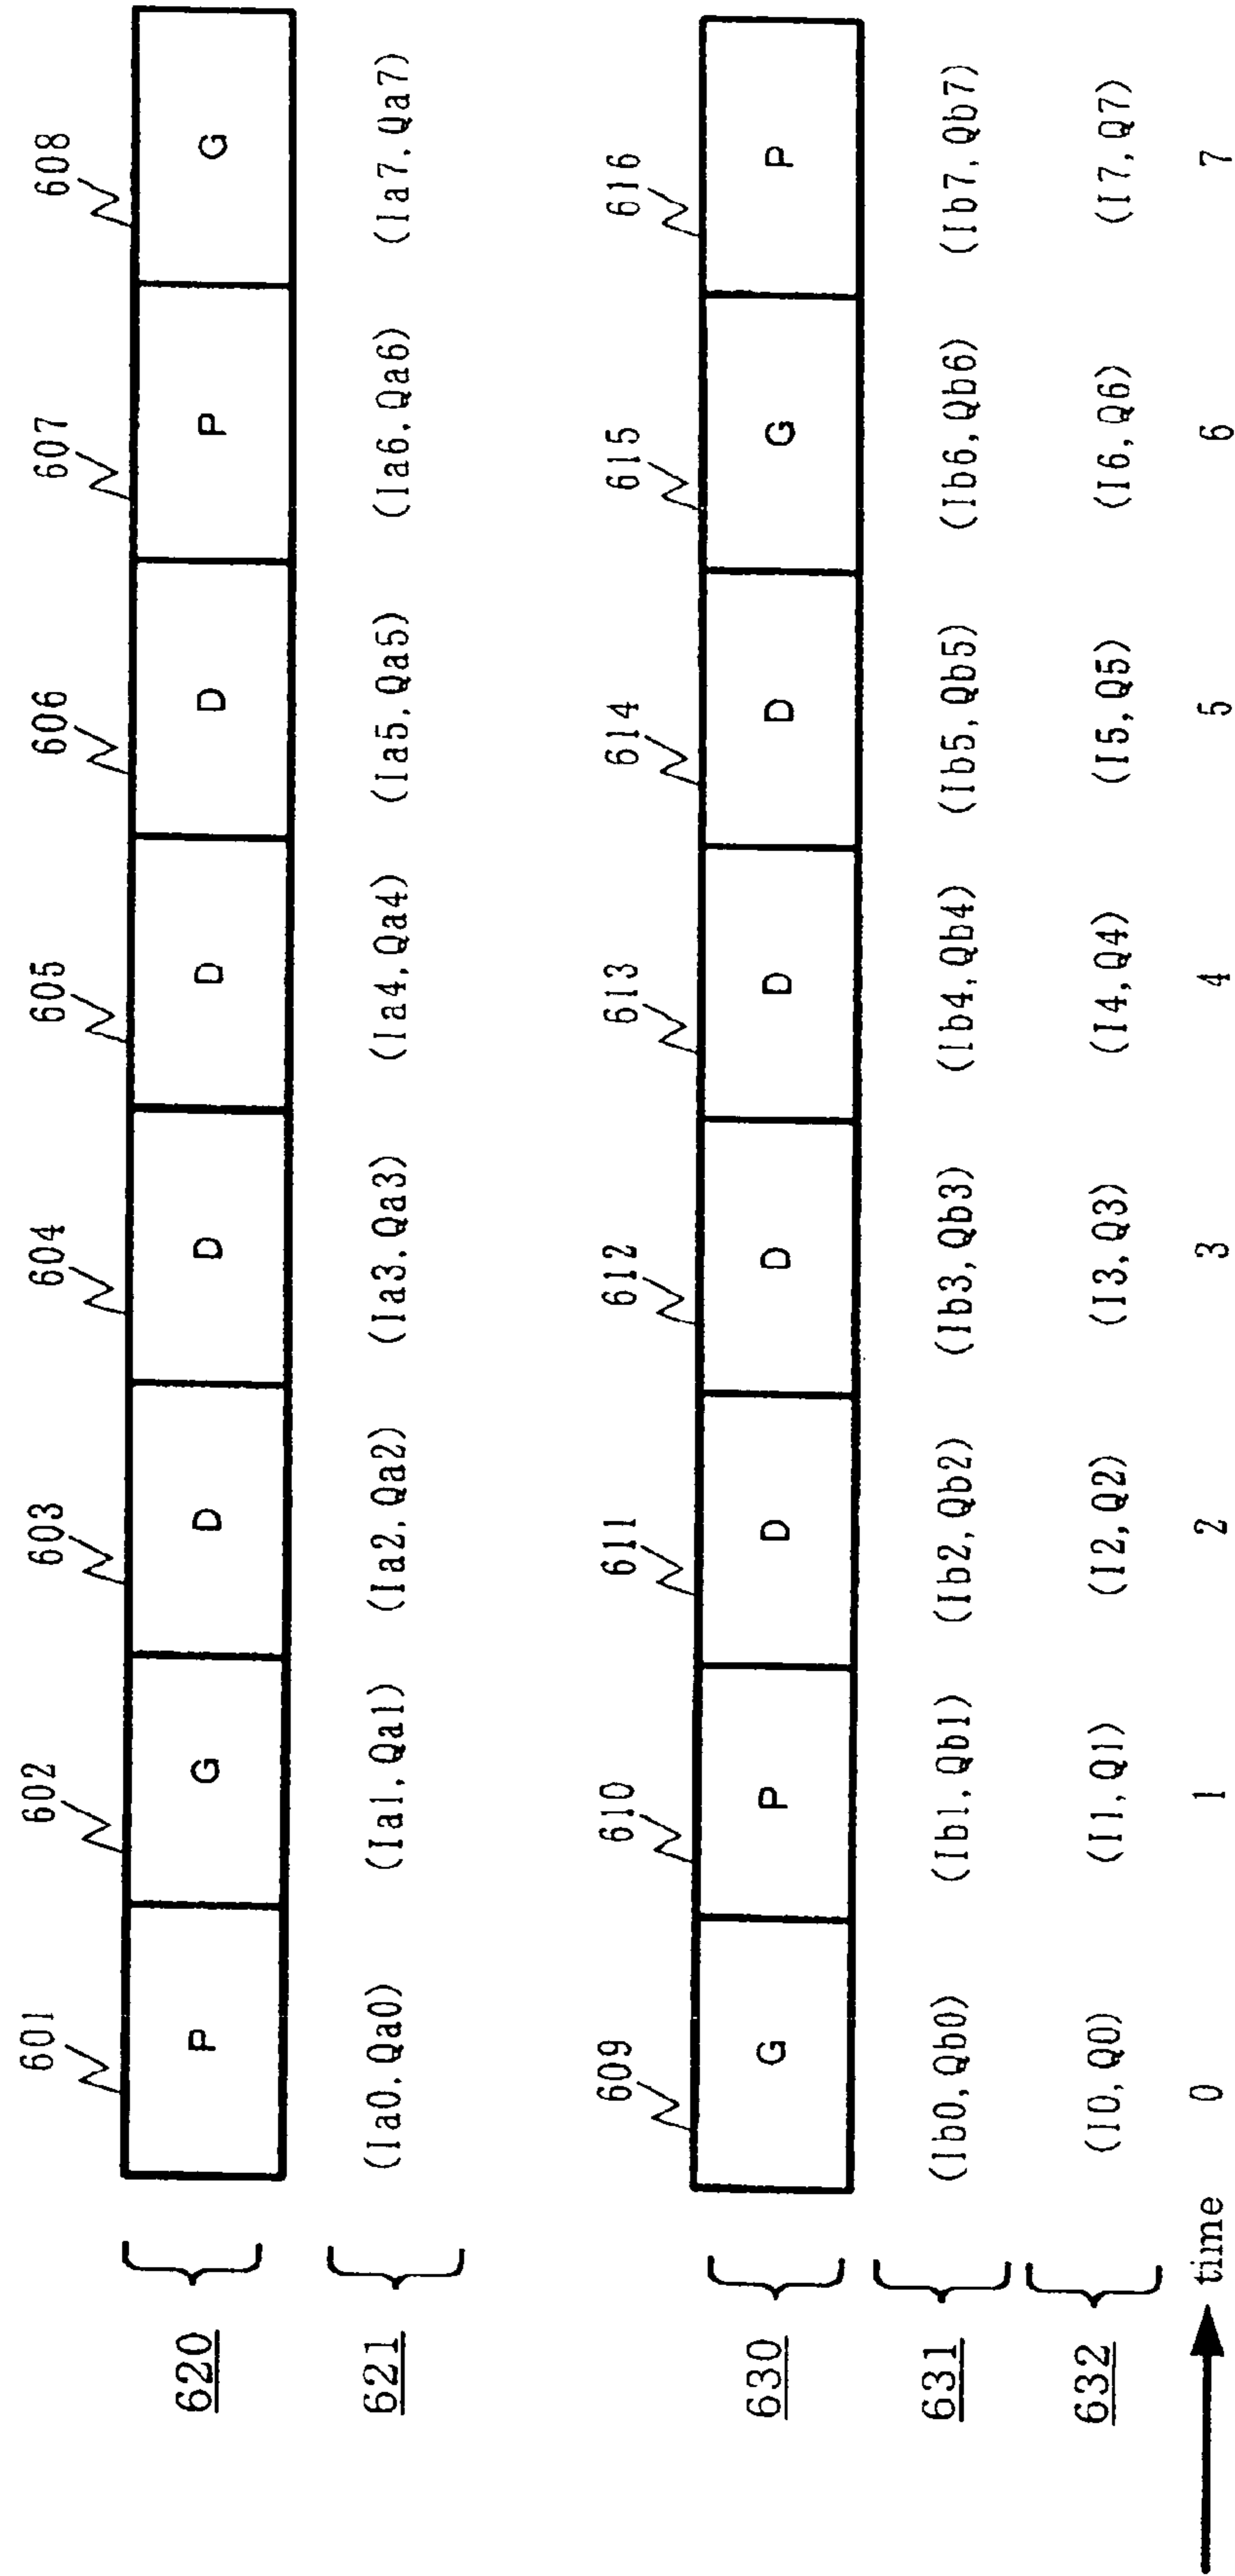 601 602 603 604 605 606 607 608
620 P G D D D D P G
621 (Ia0, Qa0) (Ia1, Qa1) (Ia2, Qa2) (Ia3, Qa3) (Ia4, Qa4) (Ia5, Qa5) (Ia6, Qa6) (Ia7, Qa7)
609 610 611 612 613 614 615 616
630 G P D D D D G P
631 (Ib0, Qb0) (Ib1, Qb1) (Ib2, Qb2) (Ib3, Qb3) (Ib4, Qb4) (Ib5, Qb5) (Ib6, Qb6) (Ib7, Qb7)
632 (I0, Q0) (I1, Q1) (I2, Q2) (I3, Q3) (I4, Q4) (I5, Q5) (I6, Q6) (I7, Q7)
time 0 1 2 3 4 5 6 7